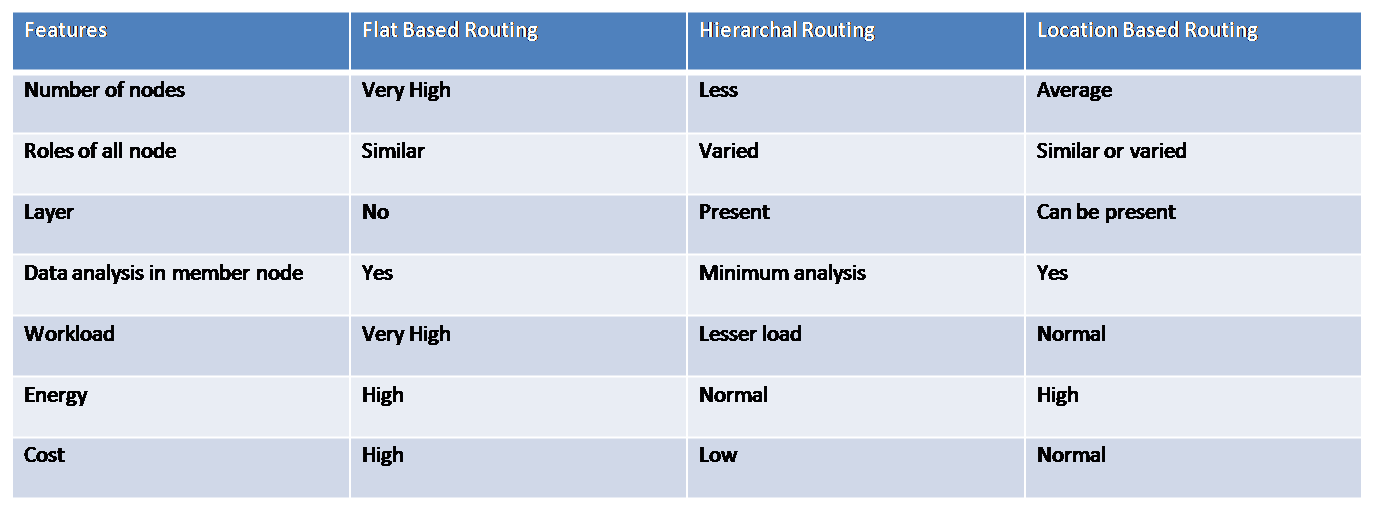 Features Flat Based Routing Hierarchal Routing Location Based Routing
Number of nodes Very High Less Average
Roles of all node Similar Varied Similar or varied
Layer No Present Can be present
Data analysis in member node Yes Minimum analysis Yes
Workload Very High Lesser load Normal
Energy High Normal High
Cost High Low Normal